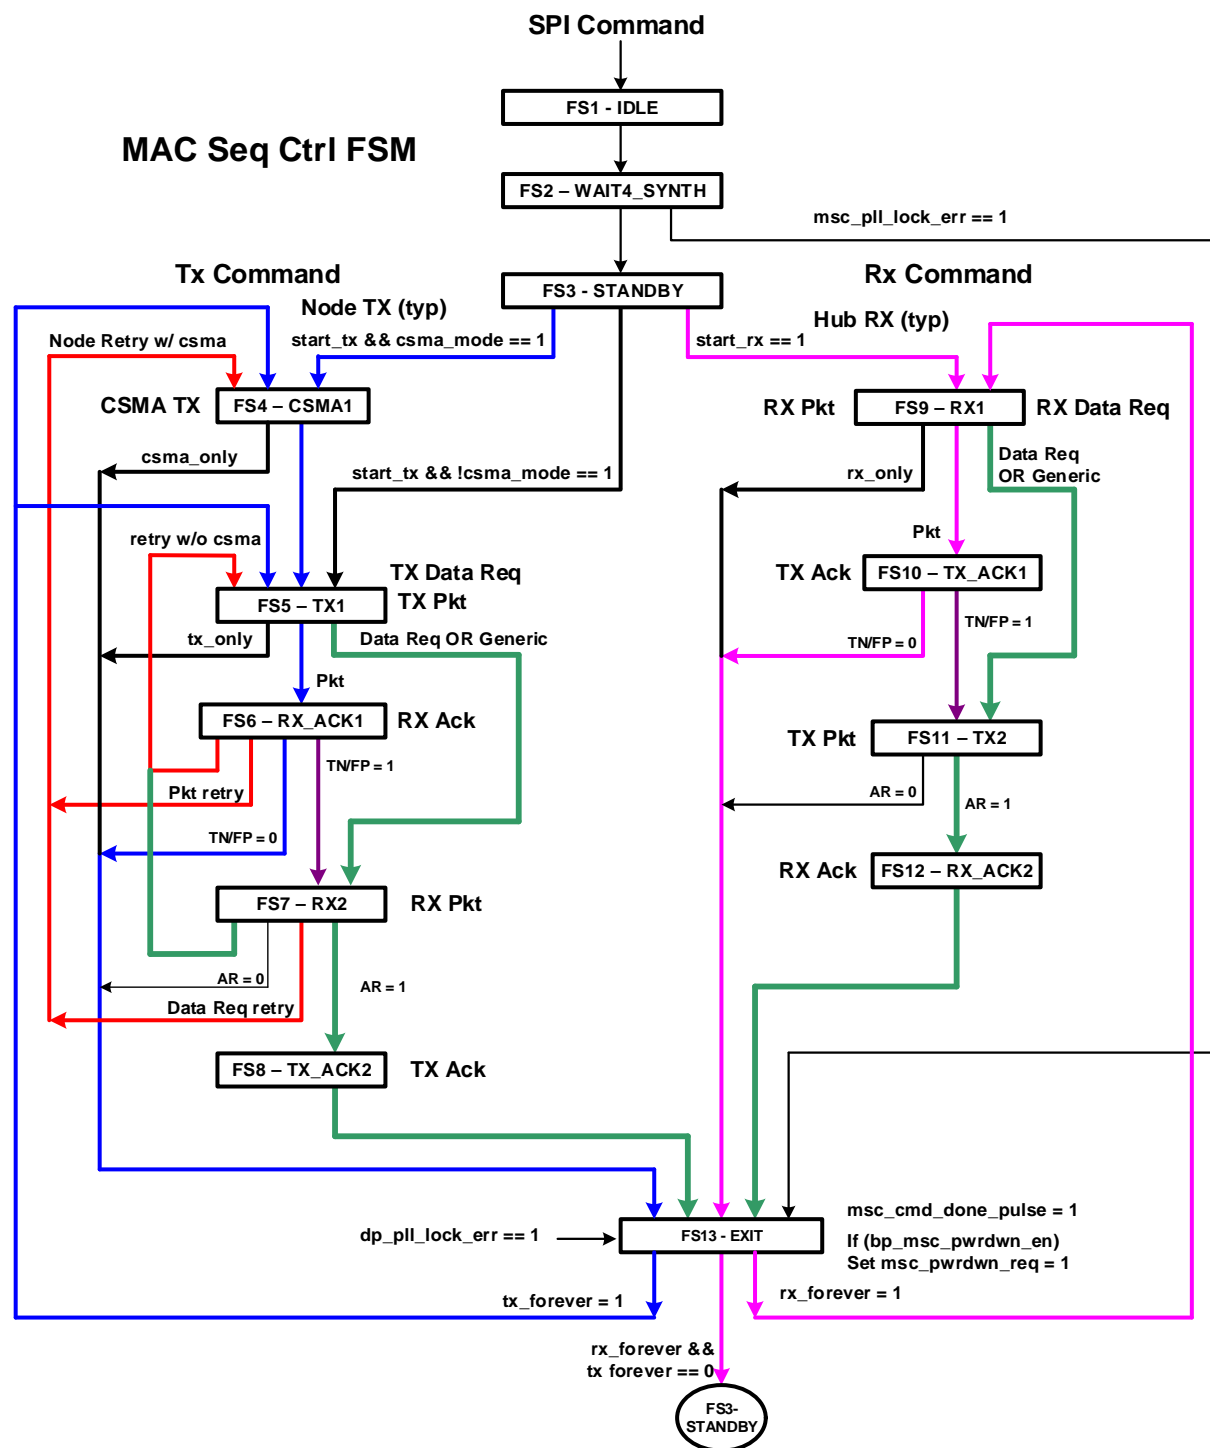 SPI Command
FS1 - IDLE
MAC Seq Ctrl FSM
FS2 – WAIT4_SYNTH
msc_pll_lock_err == 1
Tx Command
Rx Command
FS3 - STANDBY
Node TX (typ)
Hub RX (typ)
Node Retry w/ csma
start_tx && csma_mode == 1
start_rx == 1
CSMA TX
FS4 – CSMA1
RX Pkt
FS9 – RX1
RX Data Req
csma_only
start_tx && !csma_mode == 1
rx_only
Data Req
OR Generic
retry w/o csma
Pkt
TX Data Req
TX Ack
FS10 – TX_ACK1
FS5 – TX1
TX Pkt
tx_only
Data Req OR Generic
TN/FP = 0
TN/FP = 1
Pkt
FS6 – RX_ACK1
RX Ack
TX Pkt
FS11 – TX2
TN/FP = 1
Pkt retry
AR = 0
AR = 1
TN/FP = 0
RX Ack
FS12 – RX_ACK2
FS7 – RX2
RX Pkt
AR = 0
AR = 1
Data Req retry
FS8 – TX_ACK2
TX Ack
msc_cmd_done_pulse = 1
dp_pll_lock_err == 1
FS13 - EXIT
If (bp_msc_pwrdwn_en)
Set msc_pwrdwn_req = 1
tx_forever = 1
rx_forever = 1
rx_forever &&
tx forever == 0
FS3-
STANDBY